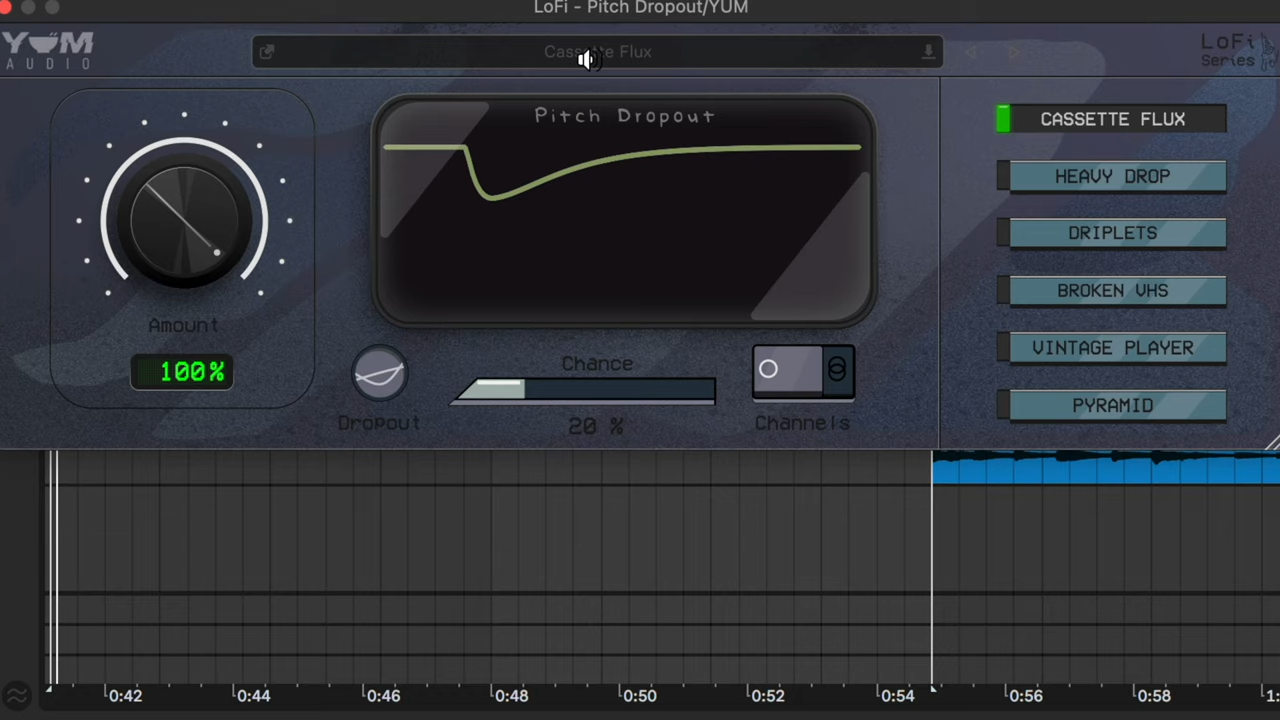 LoFi - Pitch Dropout/YUM
YUM
AUDIO
Cassette Flux
LoFi
Series
Pitch Dropout
CASSETTE FLUX
HEAVY DROP
DRIPLETS
BROKEN VHS
VINTAGE PLAYER
PYRAMID
Amount
100%
Chance
Dropout
20 %
Channels
0:42 0:44 0:46 0:48 0:50 0:52 0:54 0:56 0:58